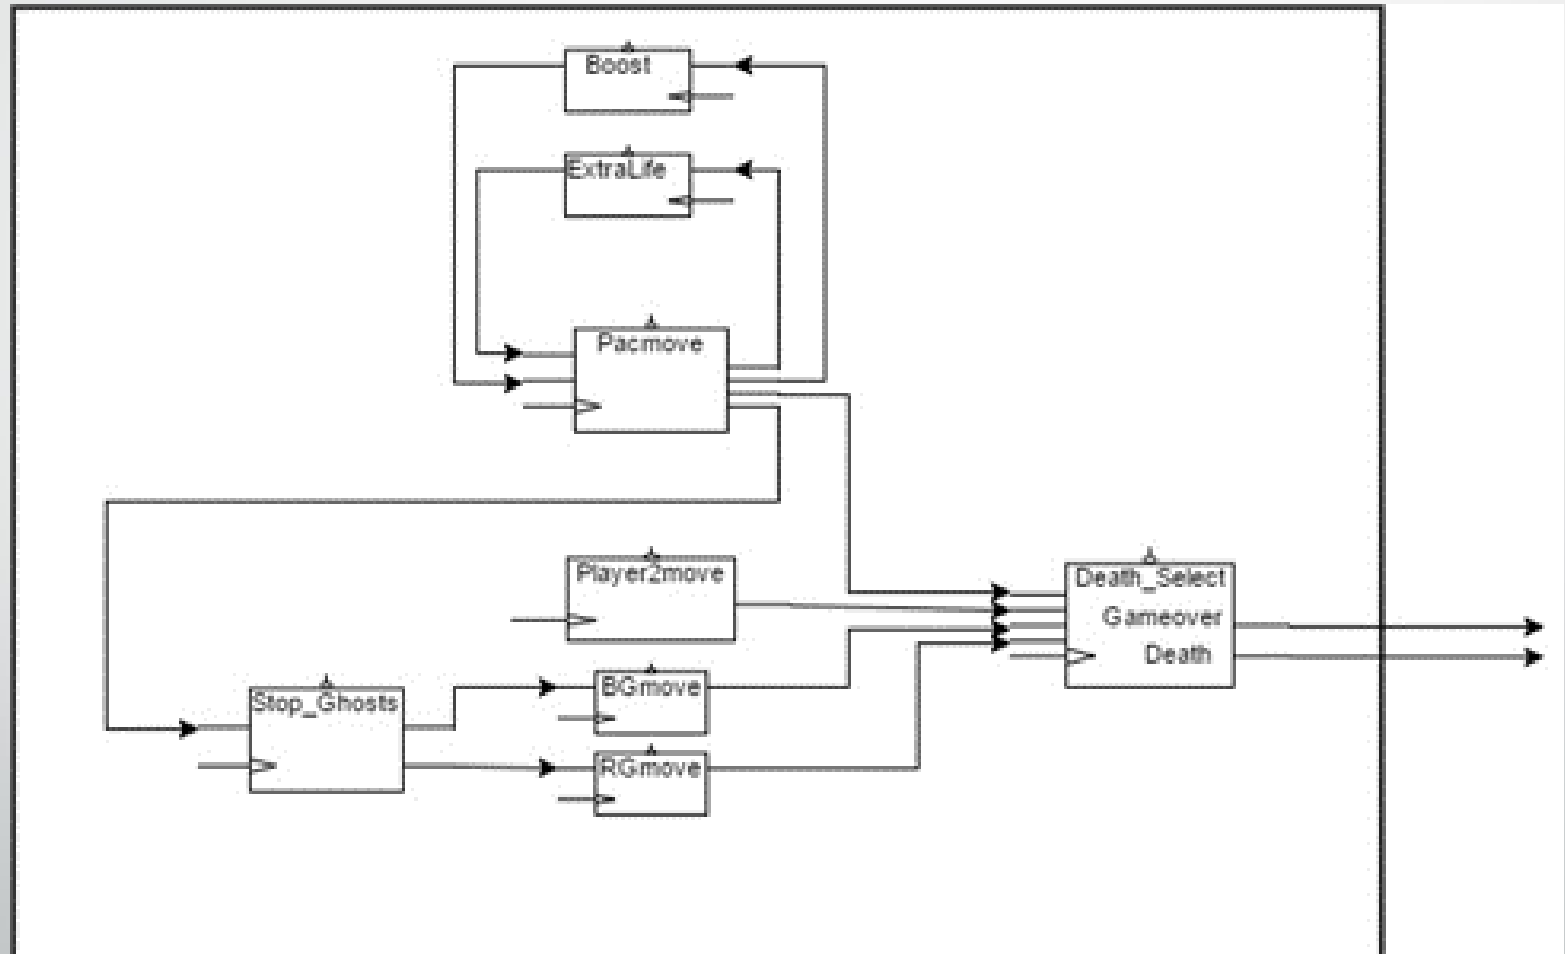 Boost
ExtraLife
Pacmove
Player2move
Death_Select
Gameover
Death
Stop_Ghosts
BGmove
RGmove